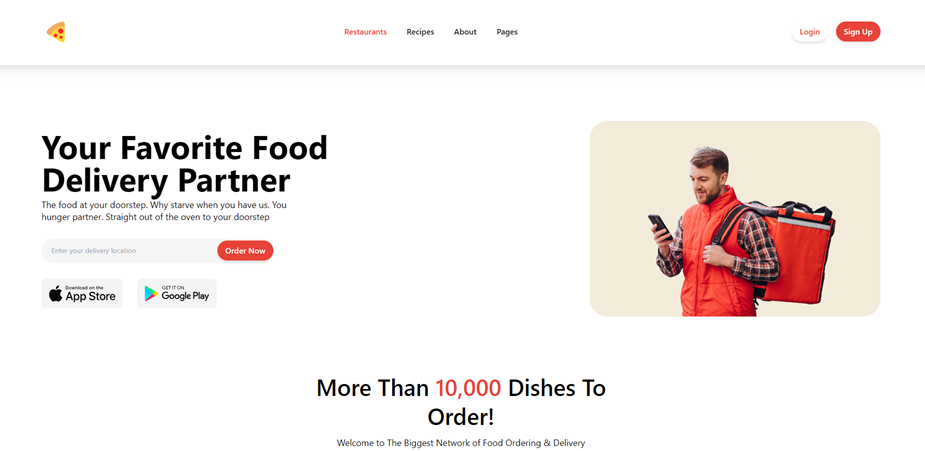 Restaurants
Recipes
About
Pages
Login
Sign Up
Your Favorite Food
Delivery Partner
The food at your doorstep. Why starve when you have us. You
hunger partner. Straight out of the oven to your doorstep
Enter your delivery location
Order Now
Download on the
App Store
GET IT ON
Google Play
More Than 10,000 Dishes To
Order!
Welcome to The Biggest Network of Food Ordering & Delivery